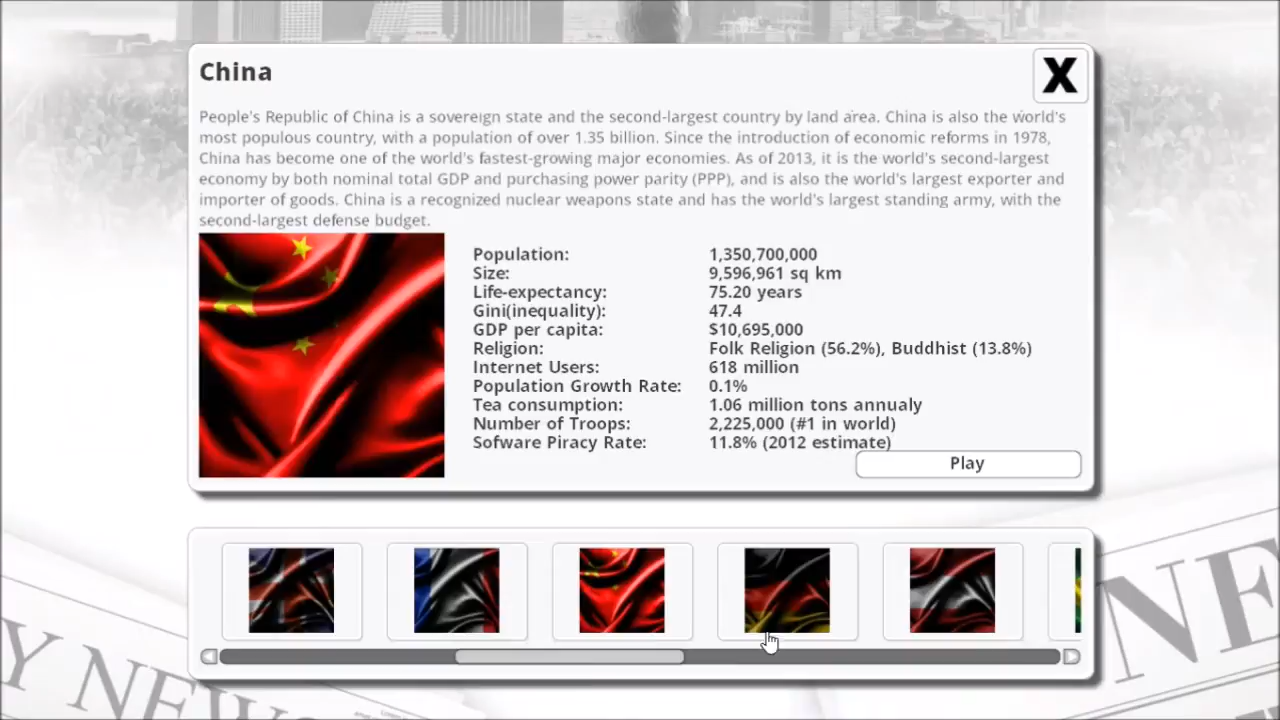 China
X
People's Republic of China is a sovereign state and the second-largest country by land area. China is also the world's
most populous country, with a population of over 1.35 billion. Since the introduction of economic reforms in 1978,
China has become one of the world's fastest-growing major economies. As of 2013, it is the world's second-largest
economy by both nominal total GDP and purchasing power parity (PPP), and is also the world's largest exporter and
importer of goods. China is a recognized nuclear weapons state and has the world's largest standing army, with the
second-largest defense budget.
Population: 1,350,700,000
Size: 9,596,961 sq km
Life-expectancy: 75.20 years
Gini(inequality): 47.4
GDP per capita: $10,695,000
Religion: Folk Religion (56.2%), Buddhist (13.8%)
Internet Users: 618 million
Population Growth Rate: 0.1%
Tea consumption: 1.06 million tons annualy
Number of Troops: 2,225,000 (#1 in world)
Sofware Piracy Rate: 11.8% (2012 estimate)
Play
Y NEWS
NE